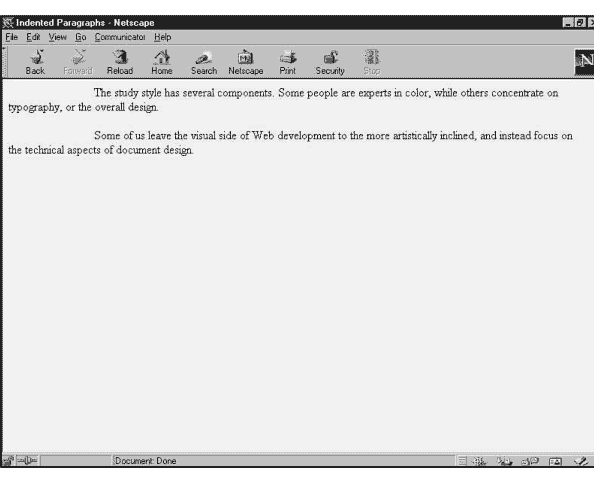 Indented Paragraphs - Netscape
File Edit View Go Communicator Help
Back Forward Reload Home Search Netscape Print Security Stop
N
The study style has several components. Some people are experts in color, while others concentrate on
typography, or the overall design.
Some of us leave the visual side of Web development to the more artistically inclined, and instead focus on
the technical aspects of document design.
Document: Done